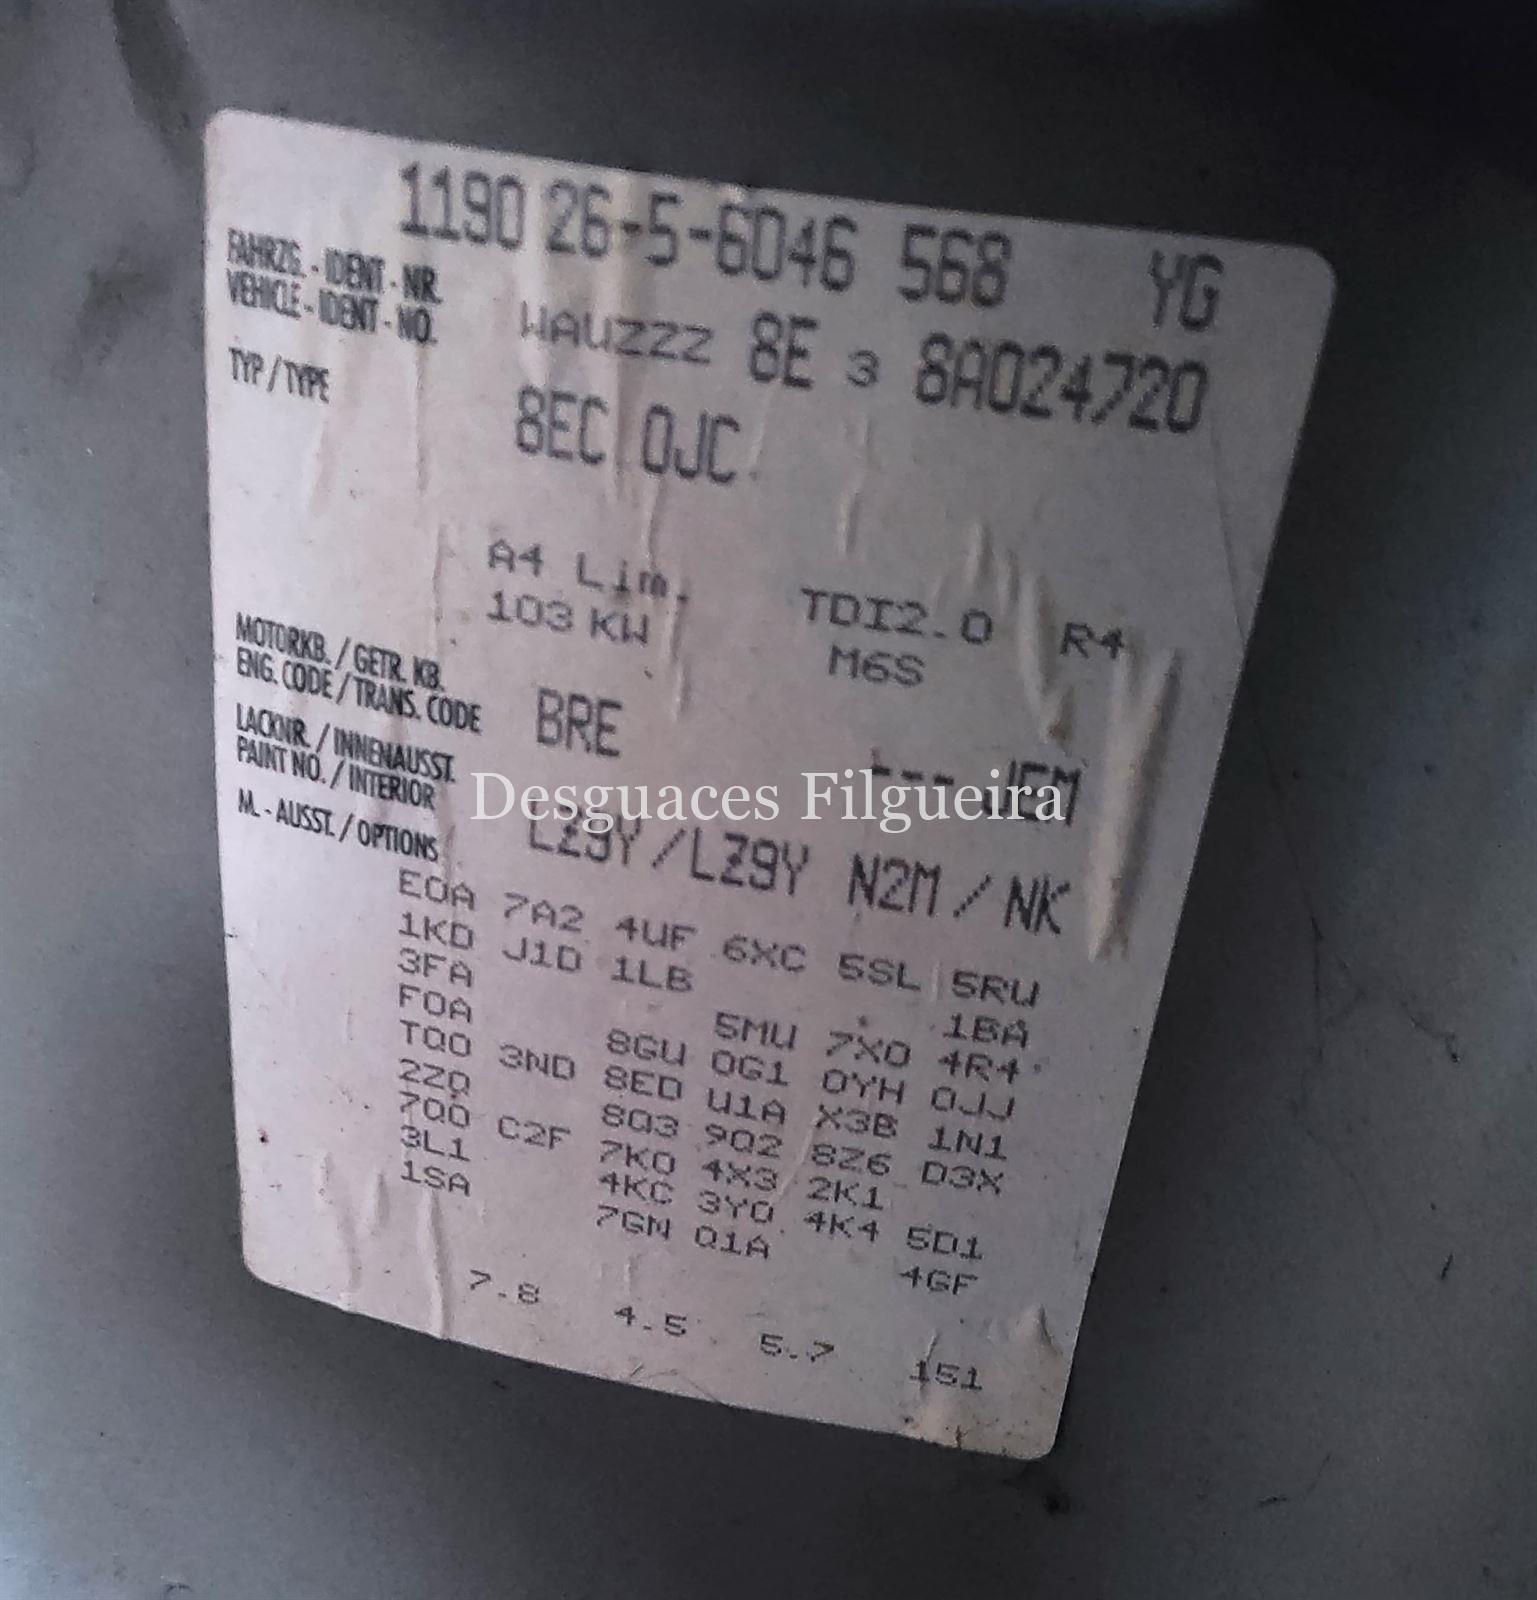 1190 26-5-6046 568 YG
FAHRZG. - IDENT - NR.
VEHICLE - IDENT - NO.
WAUZZZ 8E 3 8A024720
TYP / TYPE
8EC 0JC
A4 Lim. TDI2.0 R4
103 KW M6S
MOTORKB. / GETR. KB.
ENG. CODE / TRANS. CODE
BRE JEM
LACKNR. / INNENAUSST.
PAINT NO. / INTERIOR
LZ9Y / LZ9Y N2M / NK
M. - AUSST. / OPTIONS
E0A 7A2 4UF 6XC 5SL 5RU
1KD J1D 1LB 1BA
3FA 5MU 7X0 4R4
F0A 8GU 0G1 0YH 0JJ
TQ0 3ND 8ED U1A X3B 1N1
2ZQ 8Q3 9Q2 8Z6 D3X
7Q0 C2F 7K0 4X3 2K1
3L1 4KC 3Y0 4K4 5D1
1SA 7GN Q1A 4GF
7.8 4.5 5.7 151
Desguaces Filgueira